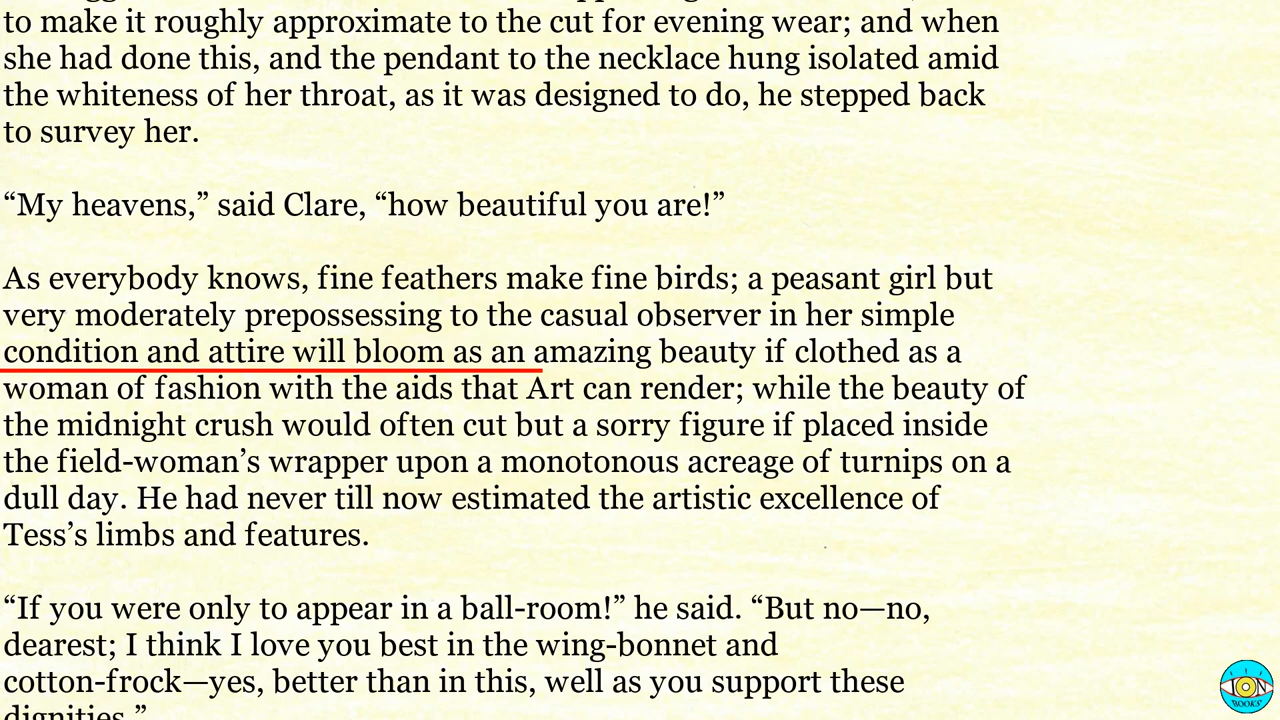 to make it roughly approximate to the cut for evening wear; and when
she had done this, and the pendant to the necklace hung isolated amid
the whiteness of her throat, as it was designed to do, he stepped back
to survey her.
“My heavens,” said Clare, “how beautiful you are!”
As everybody knows, fine feathers make fine birds; a peasant girl but
very moderately prepossessing to the casual observer in her simple
condition and attire will bloom as an amazing beauty if clothed as a
woman of fashion with the aids that Art can render; while the beauty of
the midnight crush would often cut but a sorry figure if placed inside
the field-woman’s wrapper upon a monotonous acreage of turnips on a
dull day. He had never till now estimated the artistic excellence of
Tess’s limbs and features.
“If you were only to appear in a ball-room!” he said. “But no—no,
dearest; I think I love you best in the wing-bonnet and
cotton-frock—yes, better than in this, well as you support these
dignities.”
ION
BOOKS